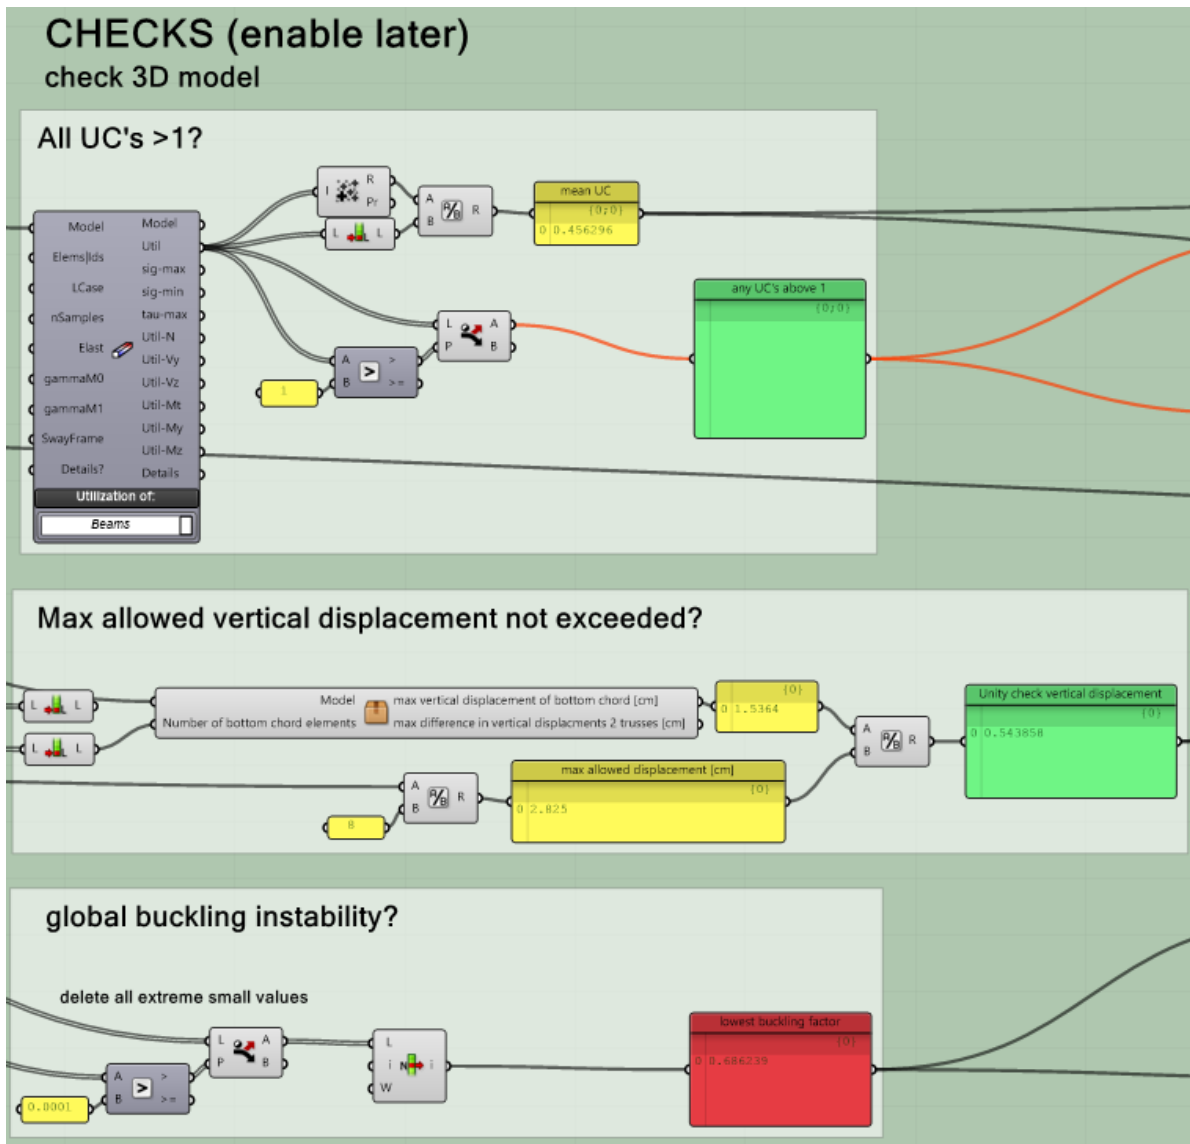 CHECKS (enable later)
check 3D model
All UC's >1?
Model
Elems|Ids
LCase
nSamples
Elast
gammaM0
gammaM1
SwayFrame
Details?
Model
Util
sig-max
sig-min
tau-max
Util-N
Util-Vy
Util-Vz
Util-Mt
Util-My
Util-Mz
Details
Utilization of:
Beams
I R
Pr
L L
A
B
A/B
R
mean UC
{0;0}
0 0.456296
1
A >
B >=
>
L A
P B
any UC's above 1
{0;0}
Max allowed vertical displacement not exceeded?
L L
L L
Model
Number of bottom chord elements
max vertical displacement of bottom chord [cm]
max difference in vertical displacments 2 trusses [cm]
{0}
0 1.5364
8
A
B
A/B
R
max allowed displacement [cm]
{0}
0 2.825
A
B
A/B
R
Unity check vertical displacement
{0}
0 0.543858
global buckling instability?
delete all extreme small values
0.0001
A >
B >=
>
L A
P B
L
i N i
W
lowest buckling factor
{0}
0 0.686239